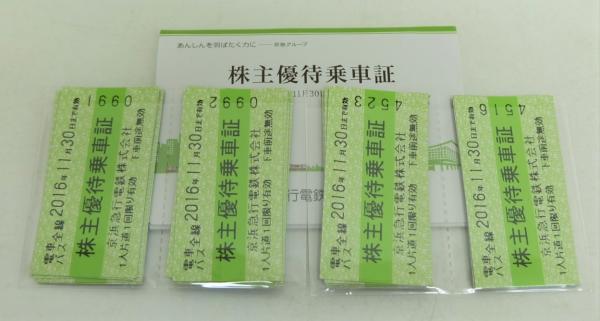 あんしんを羽ばたく力に 京急グループ
株主優待乗車証
11月30日
行電鉄
0991
電車
バス全線
2016年11月30日まで有効
株主優待乗車証
京浜急行電鉄株式会社
1人片道1回限り有効
下車前途無効
0992
電車
バス全線
2016年11月30日まで有効
株主優待乗車証
京浜急行電鉄株式会社
1人片道1回限り有効
下車前途無効
4523
電車
バス全線
2016年11月30日まで有効
株主優待乗車証
京浜急行電鉄株式会社
1人片道1回限り有効
下車前途無効
電車
バス全線
2016年11月30日まで有効
株主優待乗車証
京浜急行電鉄株式会社
1人片道1回限り有効
下車前途無効